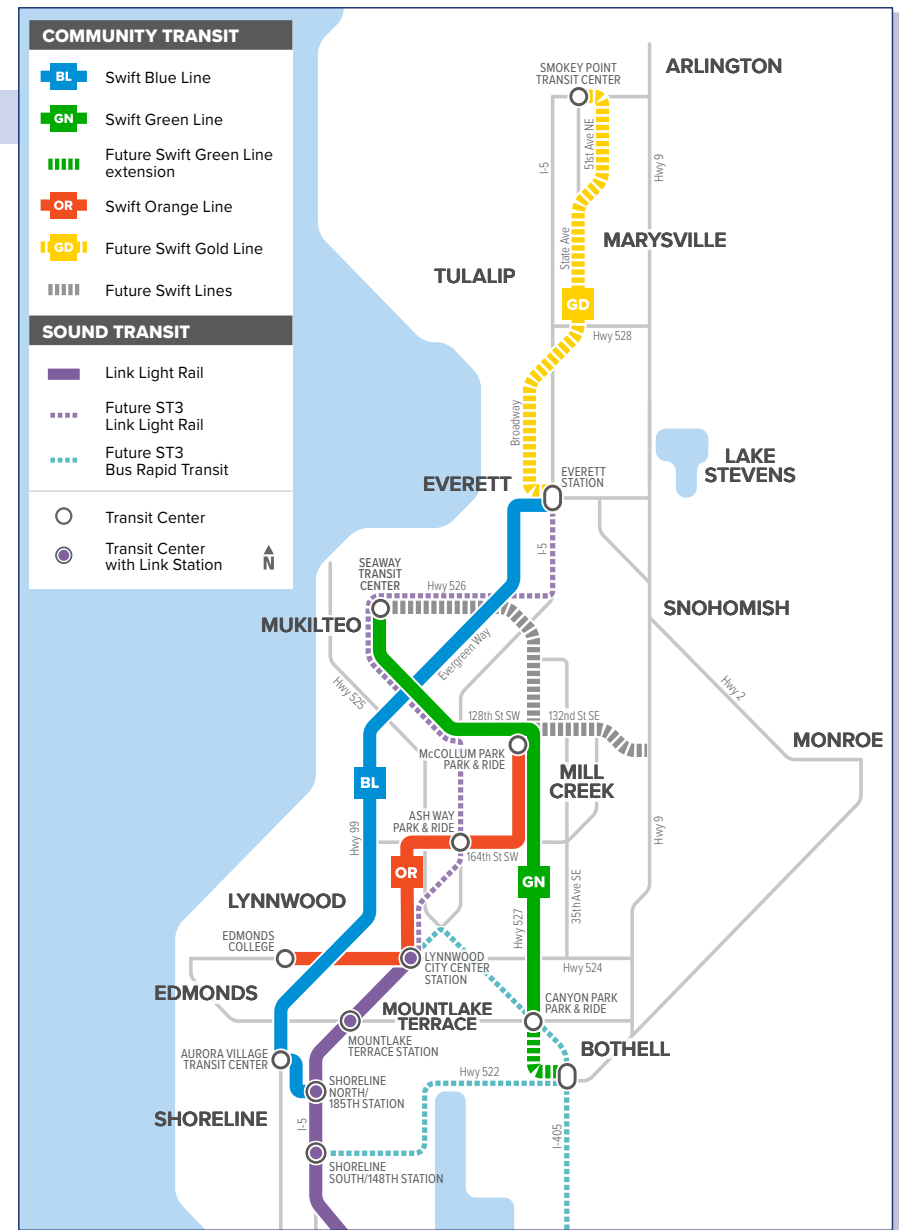 COMMUNITY TRANSIT
BL
Swift Blue Line
GN
Swift Green Line
Future Swift Green Line
extension
OR
Swift Orange Line
GD
Future Swift Gold Line
Future Swift Lines
SOUND TRANSIT
Link Light Rail
Future ST3
Link Light Rail
Future ST3
Bus Rapid Transit
Transit Center
Transit Center
with Link Station
N
SMOKEY POINT
TRANSIT CENTER
ARLINGTON
I-5
51st Ave NE
Hwy 9
State Ave
MARYSVILLE
TULALIP
GD
Hwy 528
Broadway
LAKE
STEVENS
EVERETT
EVERETT
STATION
I-5
SEAWAY
TRANSIT
CENTER
Hwy 526
MUKILTEO
SNOHOMISH
Evergreen Way
Hwy 525
Hwy 2
128th St SW
132nd St SE
McCOLLUM PARK
PARK & RIDE
MONROE
MILL
CREEK
BL
ASH WAY
PARK & RIDE
Hwy 99
164th St SW
Hwy 9
OR
GN
35th Ave SE
LYNNWOOD
Hwy 527
EDMONDS
COLLEGE
LYNNWOOD
CITY CENTER
STATION
Hwy 524
EDMONDS
CANYON PARK
PARK & RIDE
MOUNTLAKE
TERRACE
MOUNTLAKE
TERRACE STATION
BOTHELL
AURORA VILLAGE
TRANSIT CENTER
Hwy 522
SHORELINE
NORTH/
185TH STATION
SHORELINE
I-5
I-405
SHORELINE
SOUTH/148TH STATION